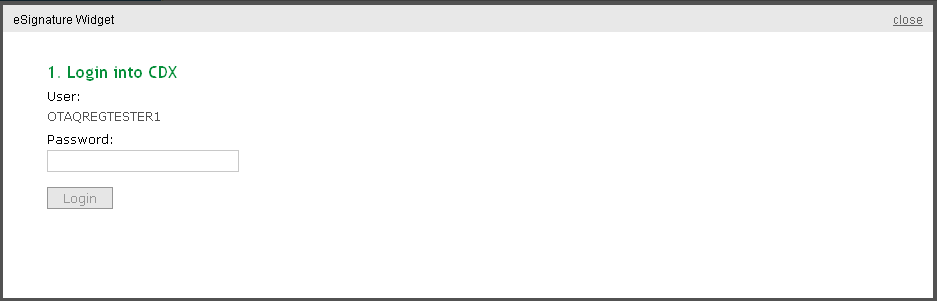 eSignature Widget close
1. Login into CDX
User:
OTAQREGTESTER1
Password:
Login